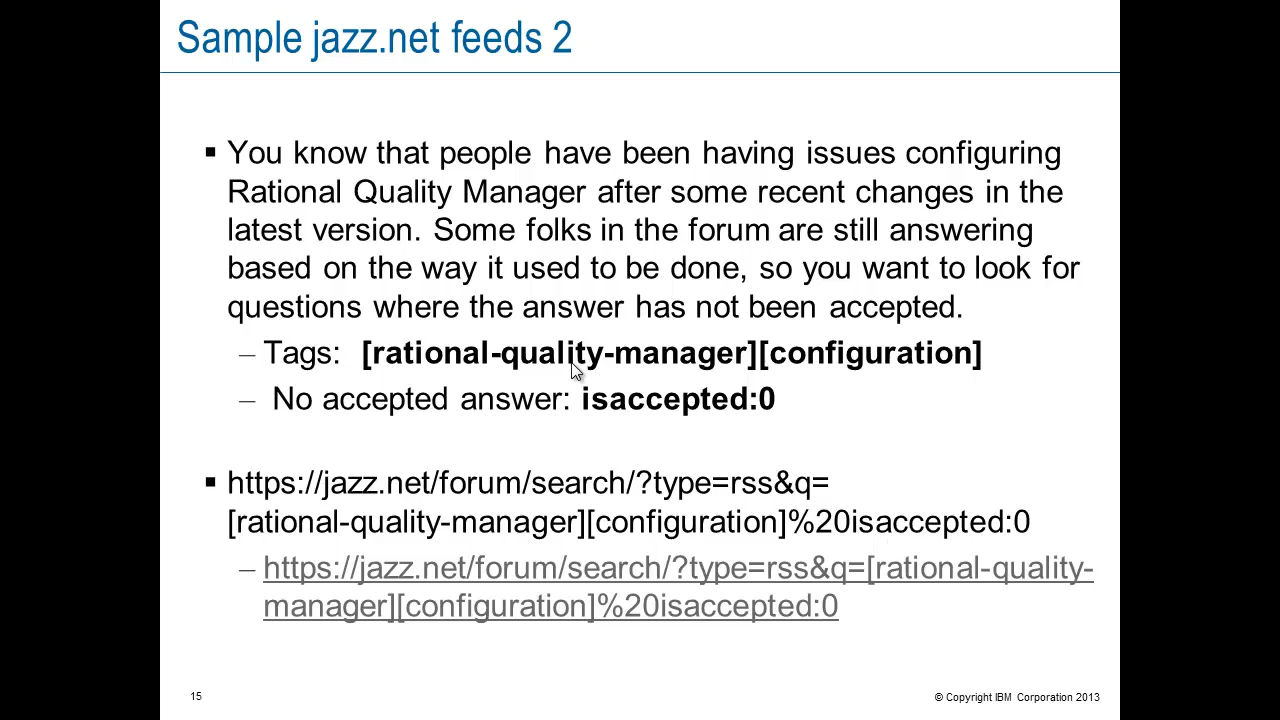 Sample jazz.net feeds 2
▪ You know that people have been having issues configuring
Rational Quality Manager after some recent changes in the
latest version. Some folks in the forum are still answering
based on the way it used to be done, so you want to look for
questions where the answer has not been accepted.
– Tags: [rational-quality-manager][configuration]
– No accepted answer: isaccepted:0
▪ https://jazz.net/forum/search/?type=rss&q=
[rational-quality-manager][configuration]%20isaccepted:0
– https://jazz.net/forum/search/?type=rss&q=[rational-quality-
manager][configuration]%20isaccepted:0
15
© Copyright IBM Corporation 2013